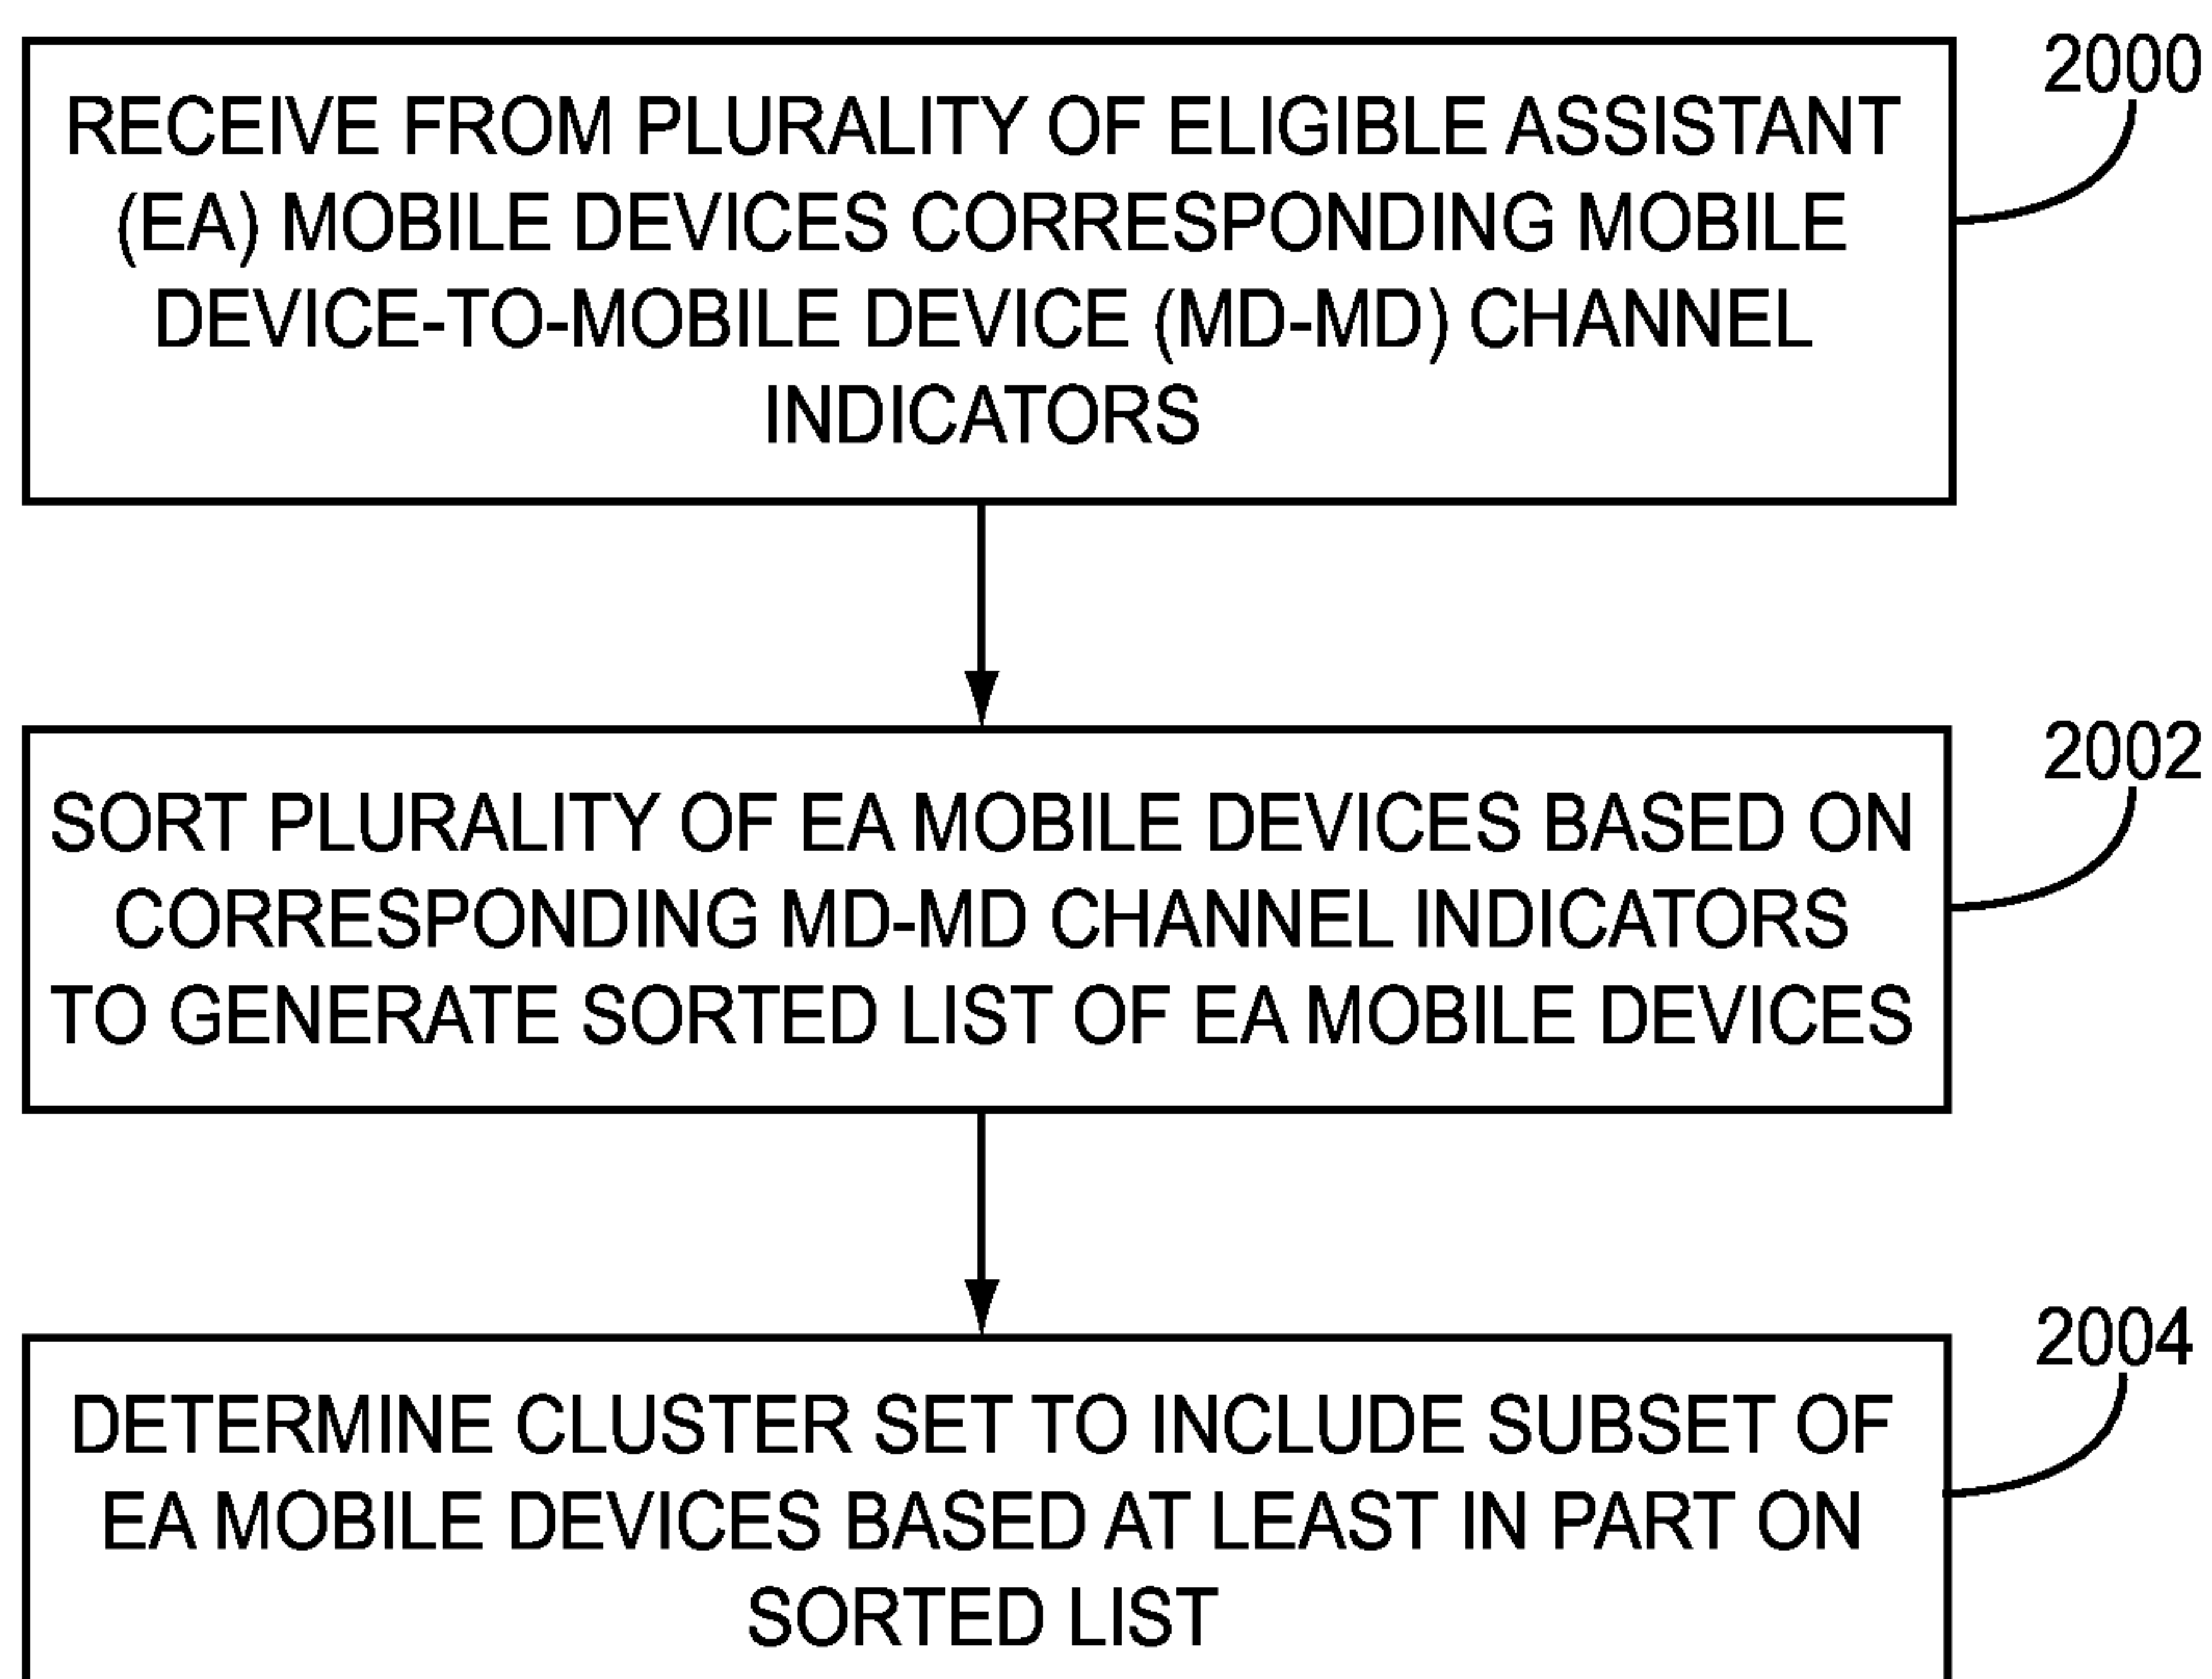 2000
RECEIVE FROM PLURALITY OF ELIGIBLE ASSISTANT
(EA) MOBILE DEVICES CORRESPONDING MOBILE
DEVICE-TO-MOBILE DEVICE (MD-MD) CHANNEL
INDICATORS
2002
SORT PLURALITY OF EA MOBILE DEVICES BASED ON
CORRESPONDING MD-MD CHANNEL INDICATORS
TO GENERATE SORTED LIST OF EA MOBILE DEVICES
2004
DETERMINE CLUSTER SET TO INCLUDE SUBSET OF
EA MOBILE DEVICES BASED AT LEAST IN PART ON
SORTED LIST